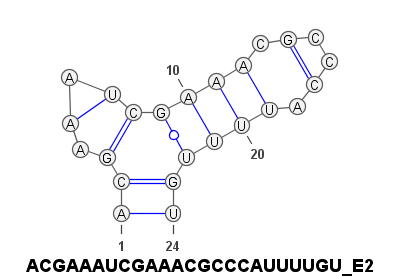 C G C
A C
A A A A C
10
U C G A U U A
A A G U U
20
C G
A U
1 24
ACGAAAUCGAAACGCCCAUUUUGU_E2